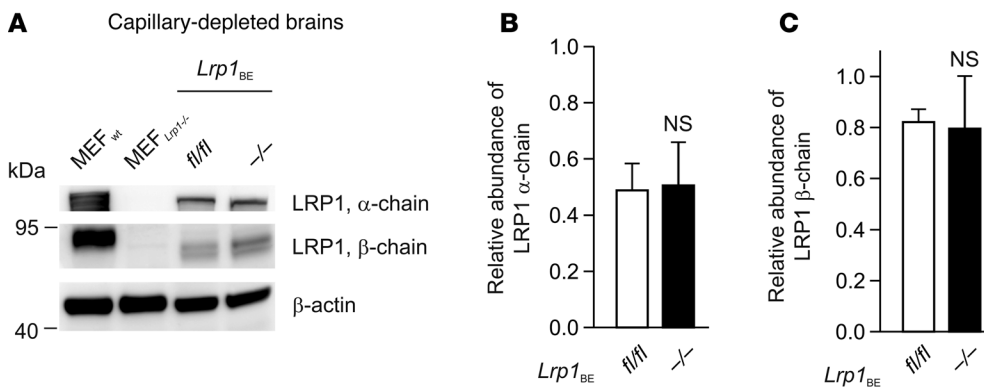 A
Capillary-depleted brains
Lrp1BE
MEFwt
MEFLrp1-/-
fl/fl
–/–
kDa
LRP1, α-chain
95
LRP1, β-chain
β-actin
40
B
Relative abundance of
LRP1 α-chain
1.0
0.8
0.6
0.4
0.2
0.0
NS
Lrp1BE
fl/fl
–/–
C
Relative abundance of
LRP1 β-chain
1.0
0.8
0.6
0.4
0.2
0.0
NS
Lrp1BE
fl/fl
–/–